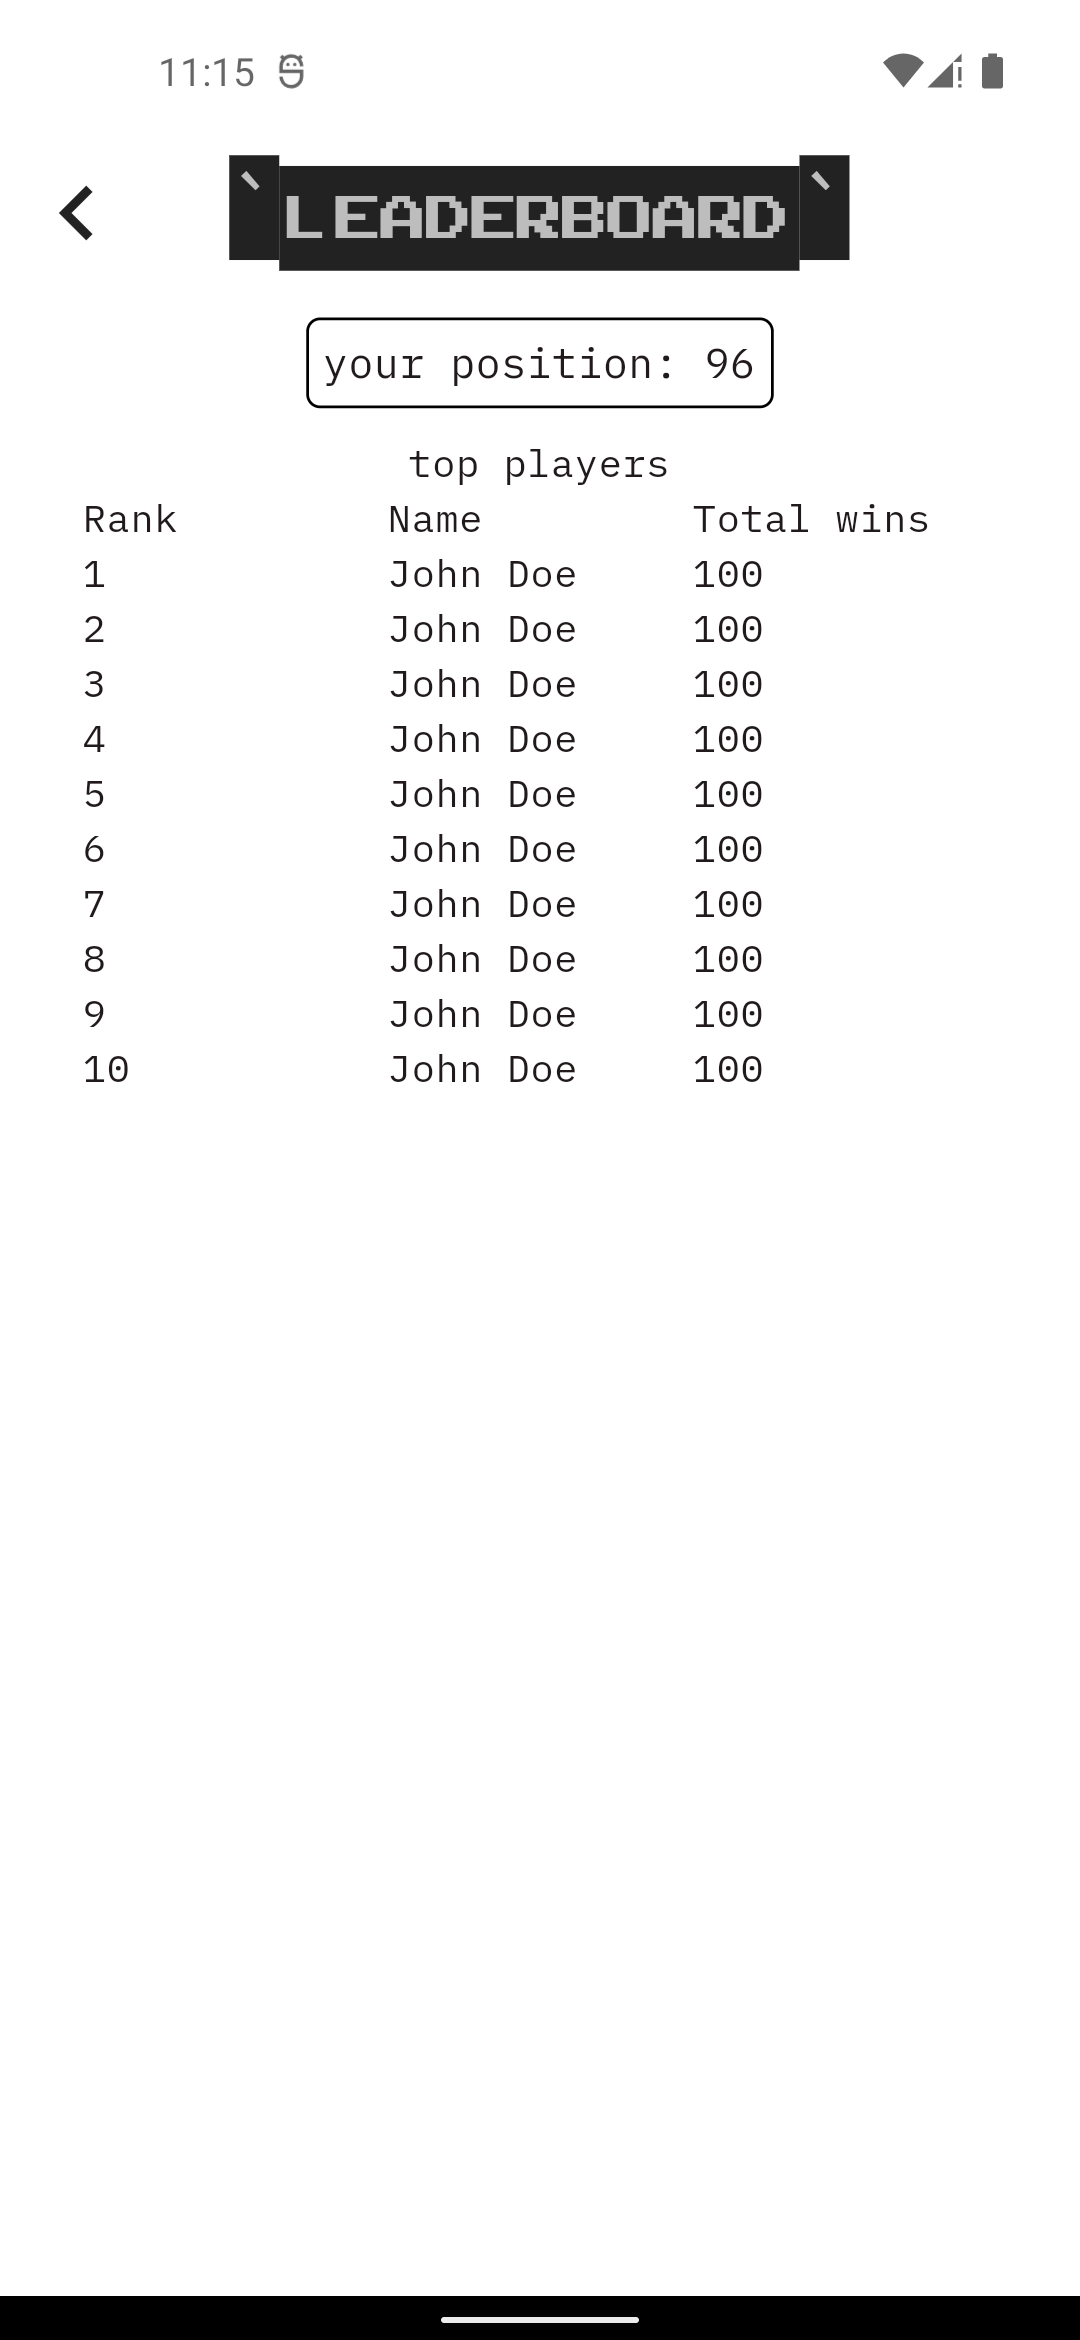 11:15
LEADERBOARD
your position: 96
top players
Rank Name Total wins
1 John Doe 100
2 John Doe 100
3 John Doe 100
4 John Doe 100
5 John Doe 100
6 John Doe 100
7 John Doe 100
8 John Doe 100
9 John Doe 100
10 John Doe 100